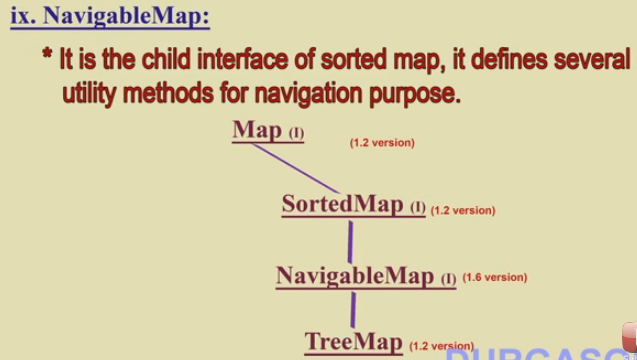 ix. NavigableMap:
* It is the child interface of sorted map, it defines several
utility methods for navigation purpose.
Map (I) (1.2 version)
SortedMap (I) (1.2 version)
NavigableMap (I) (1.6 version)
TreeMap (1.2 version)